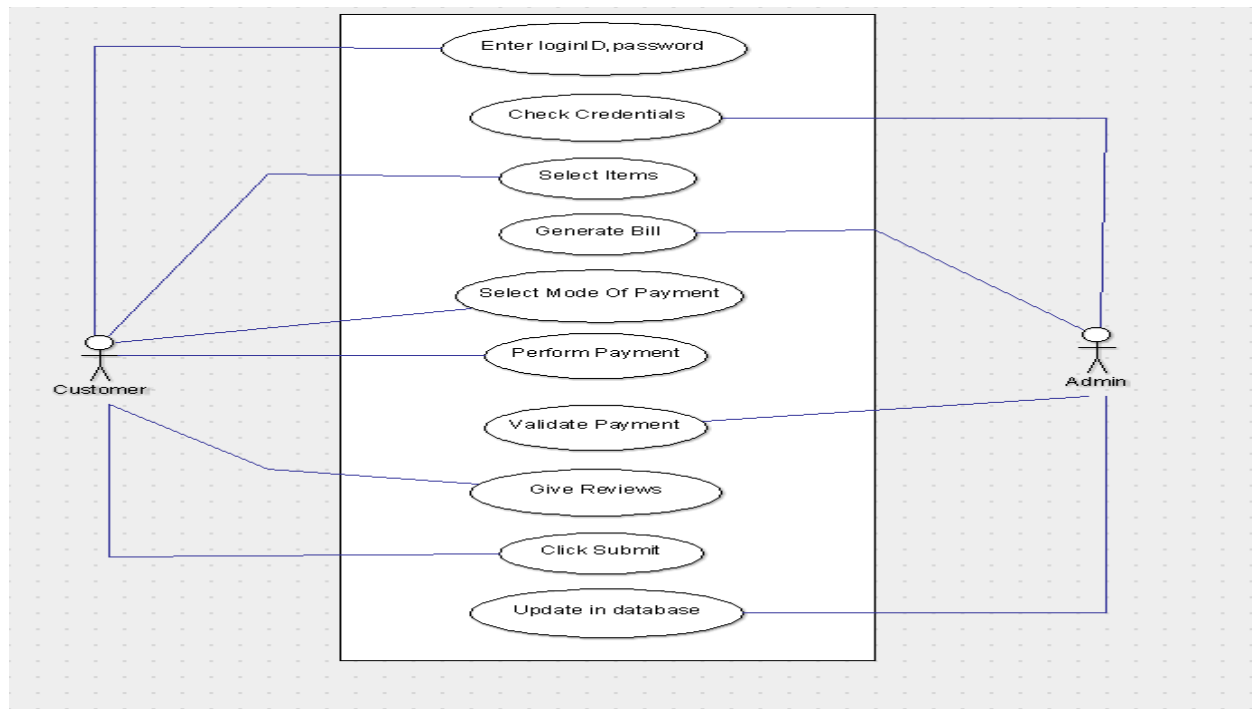 Enter loginID,password
Check Credentials
Select Items
Generate Bill
Select Mode Of Payment
Perform Payment
Customer
Admin
Validate Payment
Give Reviews
Click Submit
Update in database